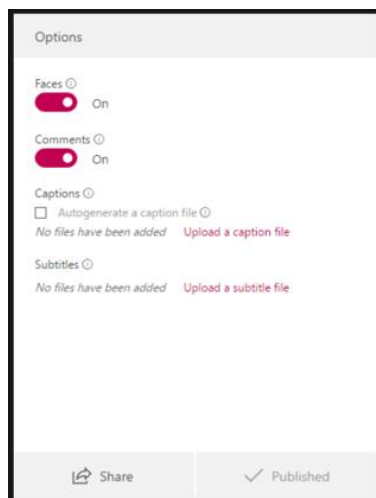 Options
Faces
On
Comments
On
Captions
Autogenerate a caption file
No files have been added Upload a caption file
Subtitles
No files have been added Upload a subtitle file
Share Published